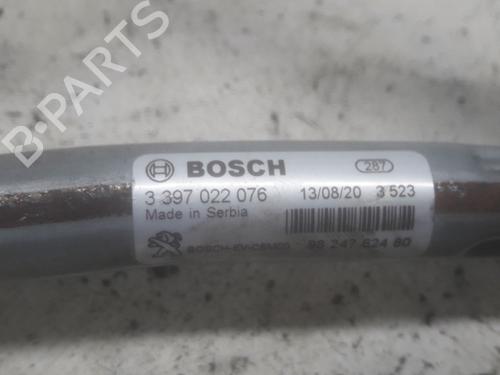 BOSCH
287
3 397 022 076 13/08/20 3 523
Made in Serbia
98 247 624 80
B-PARTS